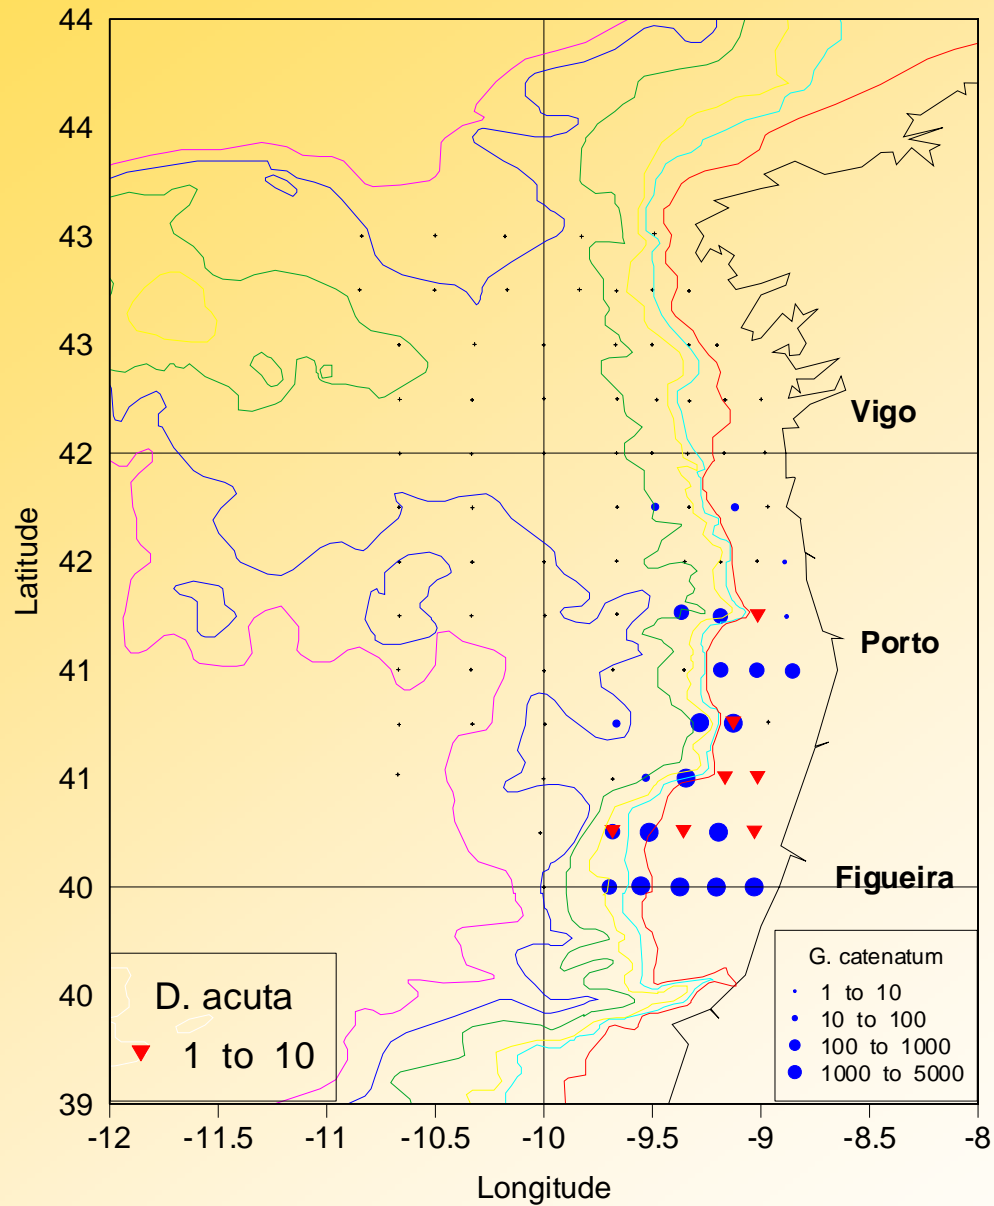 44
44
43
43
42
42
41
41
40
40
39
Latitude
Vigo
Porto
Figueira
D. acuta
1 to 10
G. catenatum
1 to 10
10 to 100
100 to 1000
1000 to 5000
-12
-11.5
-11
-10.5
-10
-9.5
-9
-8.5
-8
Longitude